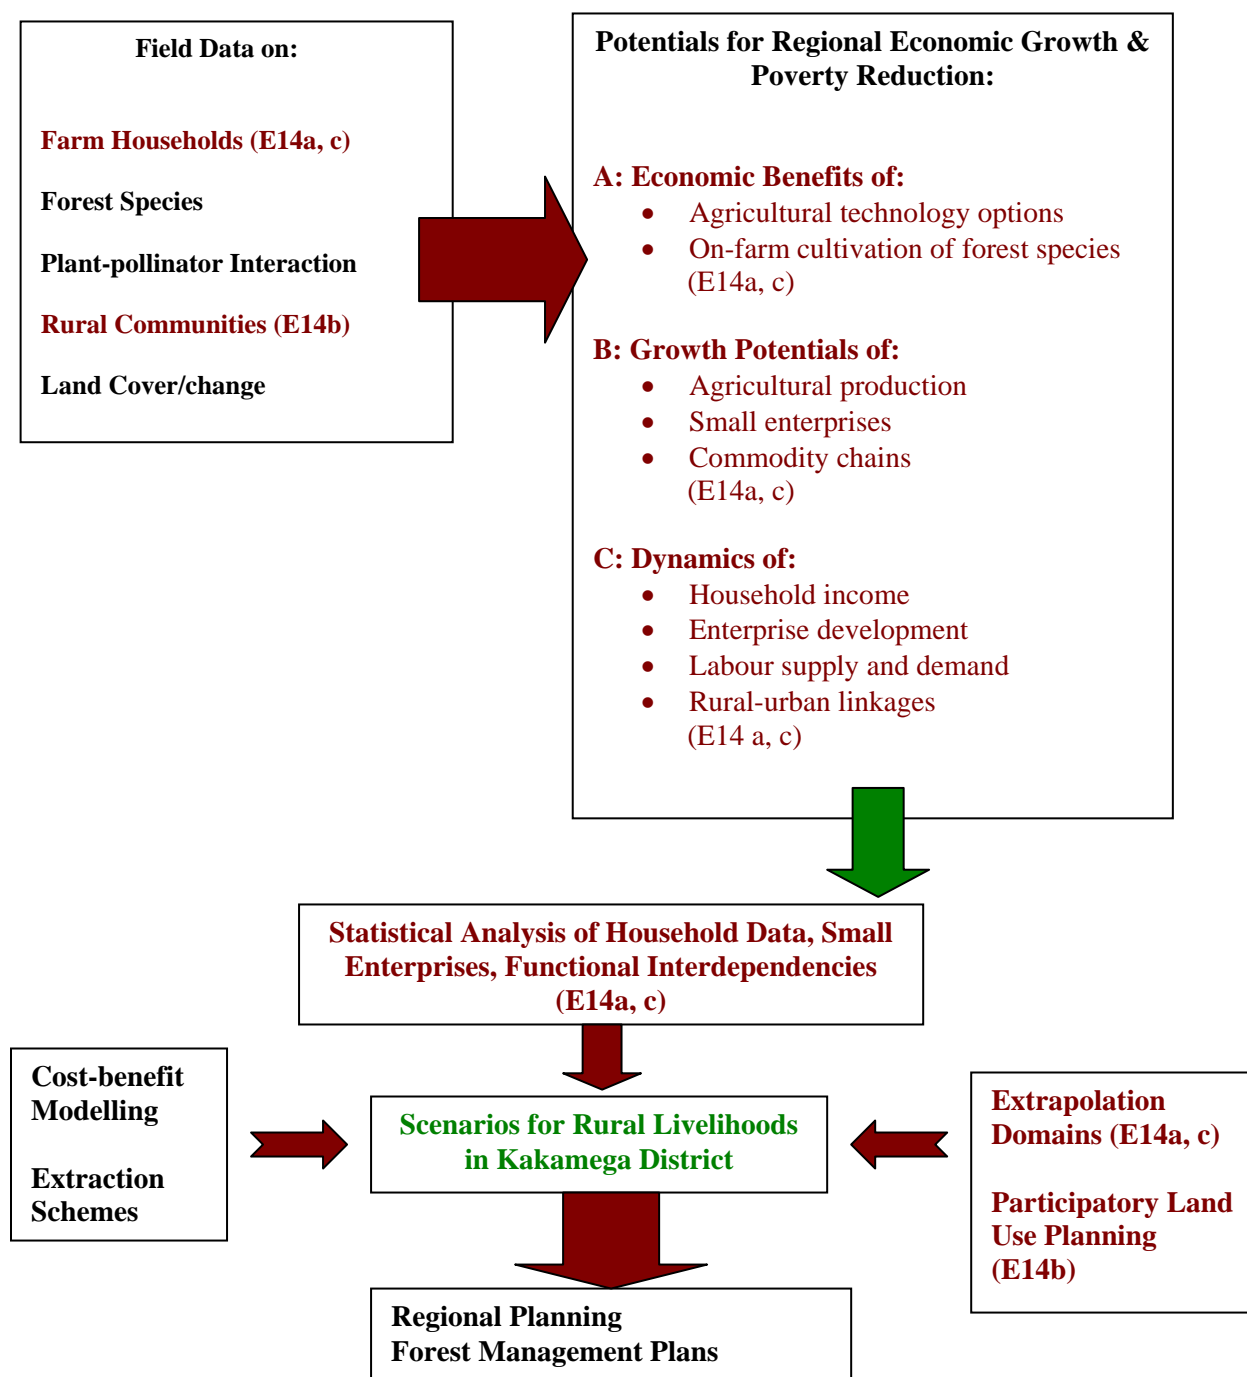 Field Data on:
Farm Households (E14a, c)
Forest Species
Plant-pollinator Interaction
Rural Communities (E14b)
Land Cover/change
Potentials for Regional Economic Growth &
Poverty Reduction:
A: Economic Benefits of:
• Agricultural technology options
• On-farm cultivation of forest species
(E14a, c)
B: Growth Potentials of:
• Agricultural production
• Small enterprises
• Commodity chains
(E14a, c)
C: Dynamics of:
• Household income
• Enterprise development
• Labour supply and demand
• Rural-urban linkages
(E14 a, c)
Statistical Analysis of Household Data, Small
Enterprises, Functional Interdependencies
(E14a, c)
Cost-benefit
Modelling
Extraction
Schemes
Scenarios for Rural Livelihoods
in Kakamega District
Extrapolation
Domains (E14a, c)
Participatory Land
Use Planning
(E14b)
Regional Planning
Forest Management Plans